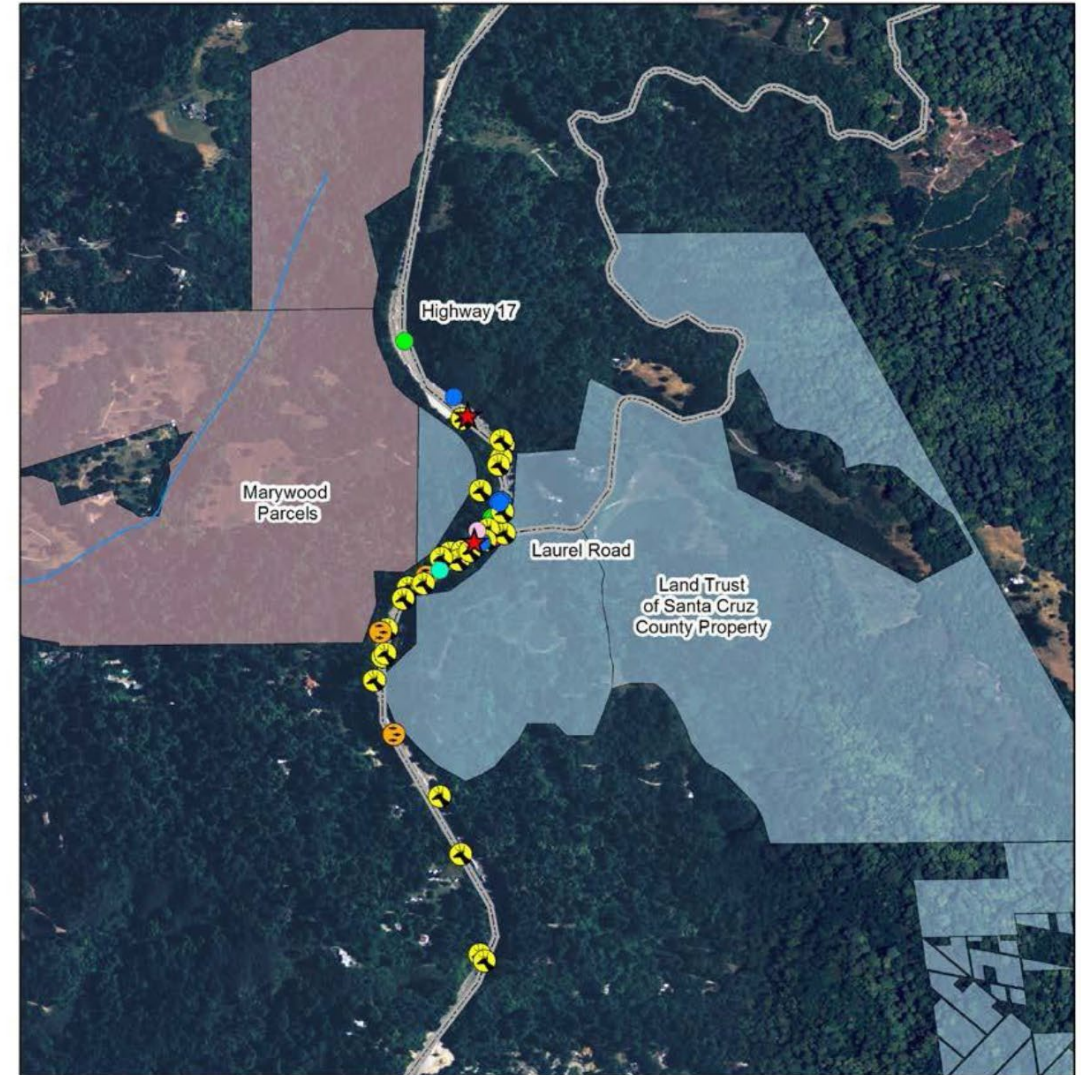 Highway 17
Marywood
Parcels
Laurel Road
Land Trust
of Santa Cruz
County Property